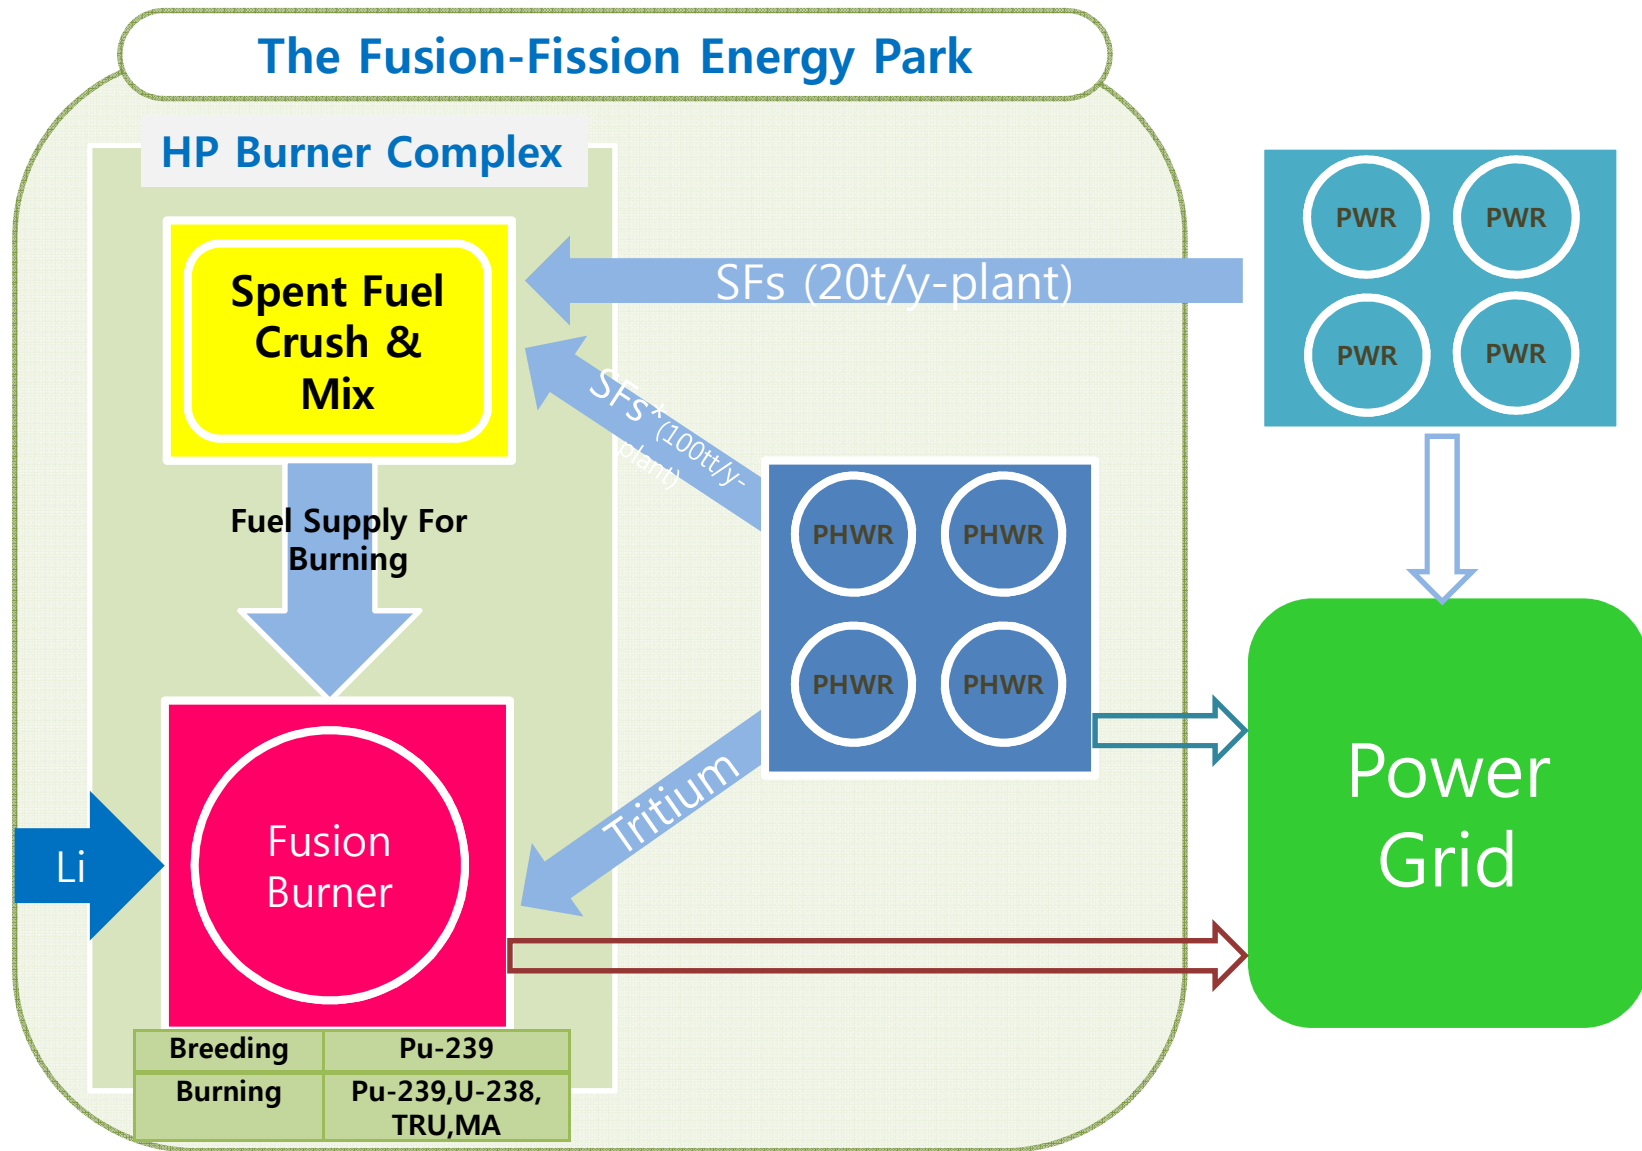 The Fusion-Fission Energy Park
HP Burner Complex
Spent Fuel
Crush &
Mix
SFs (20t/y-plant)
PWR
PWR
PWR
PWR
SFs* (100tt/y-
plant)
Fuel Supply For
Burning
PHWR
PHWR
PHWR
PHWR
Tritium
Li
Fusion
Burner
Power
Grid
Breeding
Pu-239
Burning
Pu-239,U-238,
TRU,MA